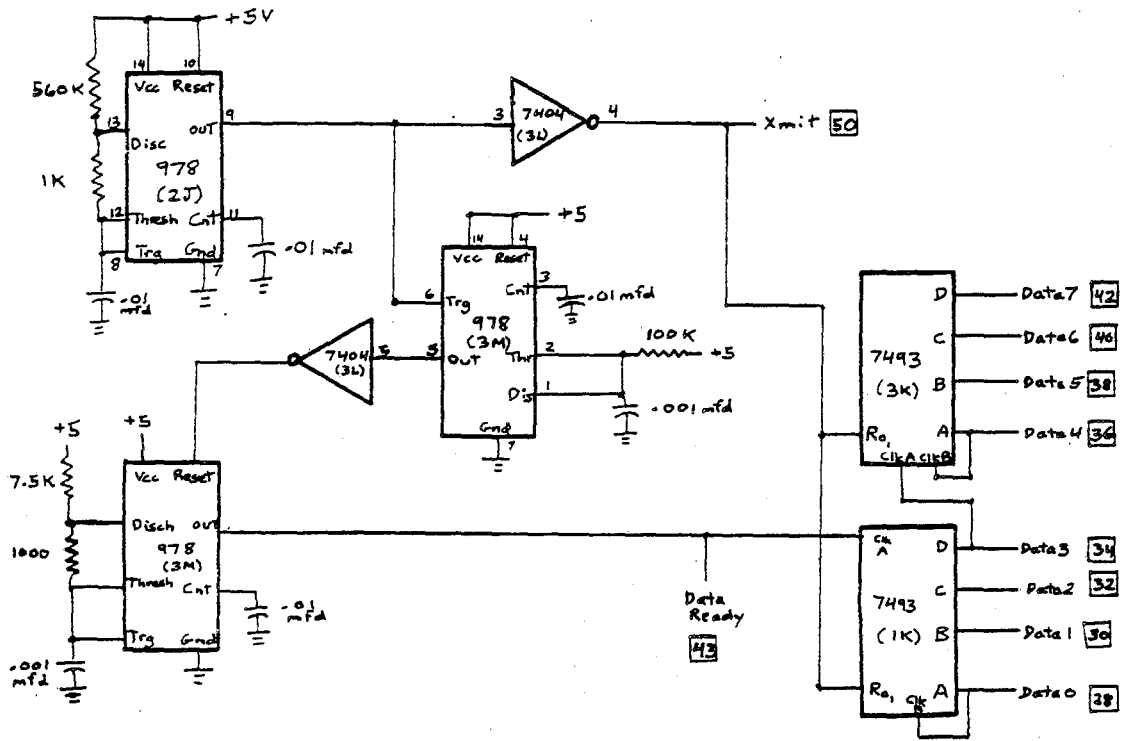 +5V
14
10
Vcc Reset
560K
13
Disc
9
out
978
(2J)
1K
12
Thresh Cnt
11
Trg Gnd
8
7
.01 mfd
.01 mfd
3
7404
(3L)
4
Xmit 50
+5
14
4
Vcc Reset
Cnt
3
.01 mfd
6
Trg
978
(3M)
5
Out
Thr
2
100K
+5
Dis
1
.001 mfd
Gnd
7
7404
(3L)
5
+5
+5
Vcc Reset
7.5K
Disch out
1000
978
(3M)
Thresh Cnt
.01 mfd
Trg Gnd
.001 mfd
Data Ready
43
D
Data7 42
C
Data6 40
7493
(3K)
B
Data5 38
A
Data4 36
Ro1
ClkA ClkB
Clk A
D
Data3 34
C
Data2 32
7493
(1K)
B
Data1 30
Ro1
Clk B
A
Data0 28